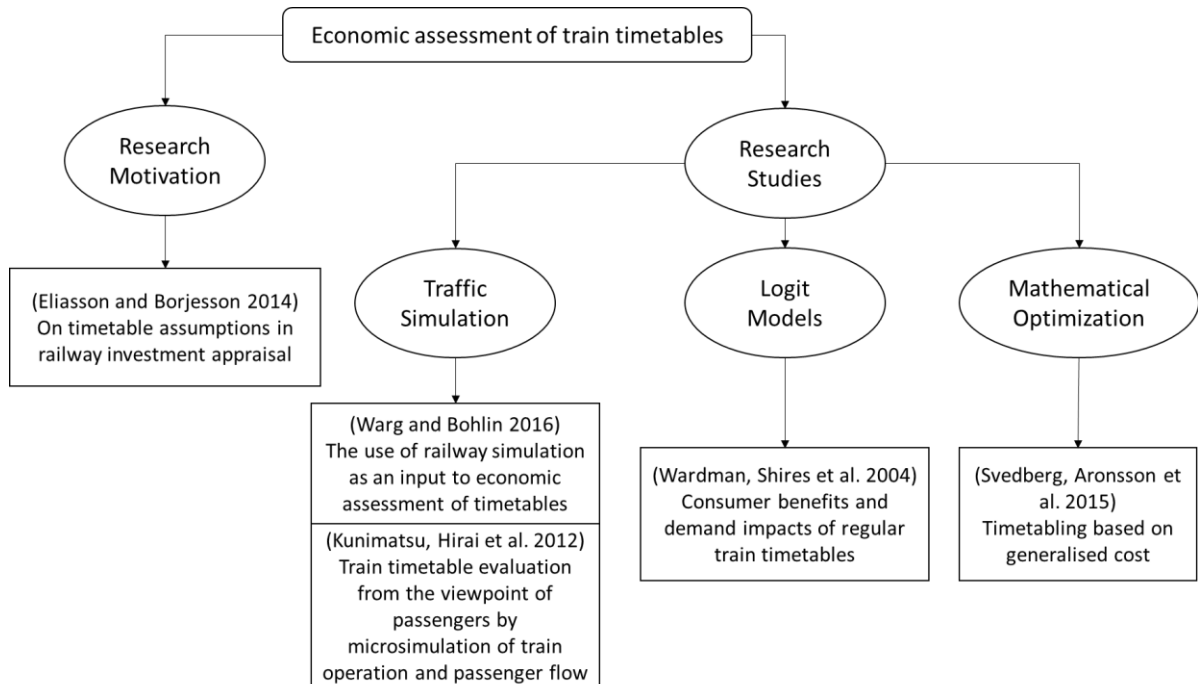 Economic assessment of train timetables
Research
Motivation
Research
Studies
(Eliasson and Borjesson 2014)
On timetable assumptions in
railway investment appraisal
Traffic
Simulation
Logit
Models
Mathematical
Optimization
(Warg and Bohlin 2016)
The use of railway simulation
as an input to economic
assessment of timetables
(Kunimatsu, Hirai et al. 2012)
Train timetable evaluation
from the viewpoint of
passengers by
microsimulation of train
operation and passenger flow
(Wardman, Shires et al. 2004)
Consumer benefits and
demand impacts of regular
train timetables
(Svedberg, Aronsson et
al. 2015)
Timetabling based on
generalised cost